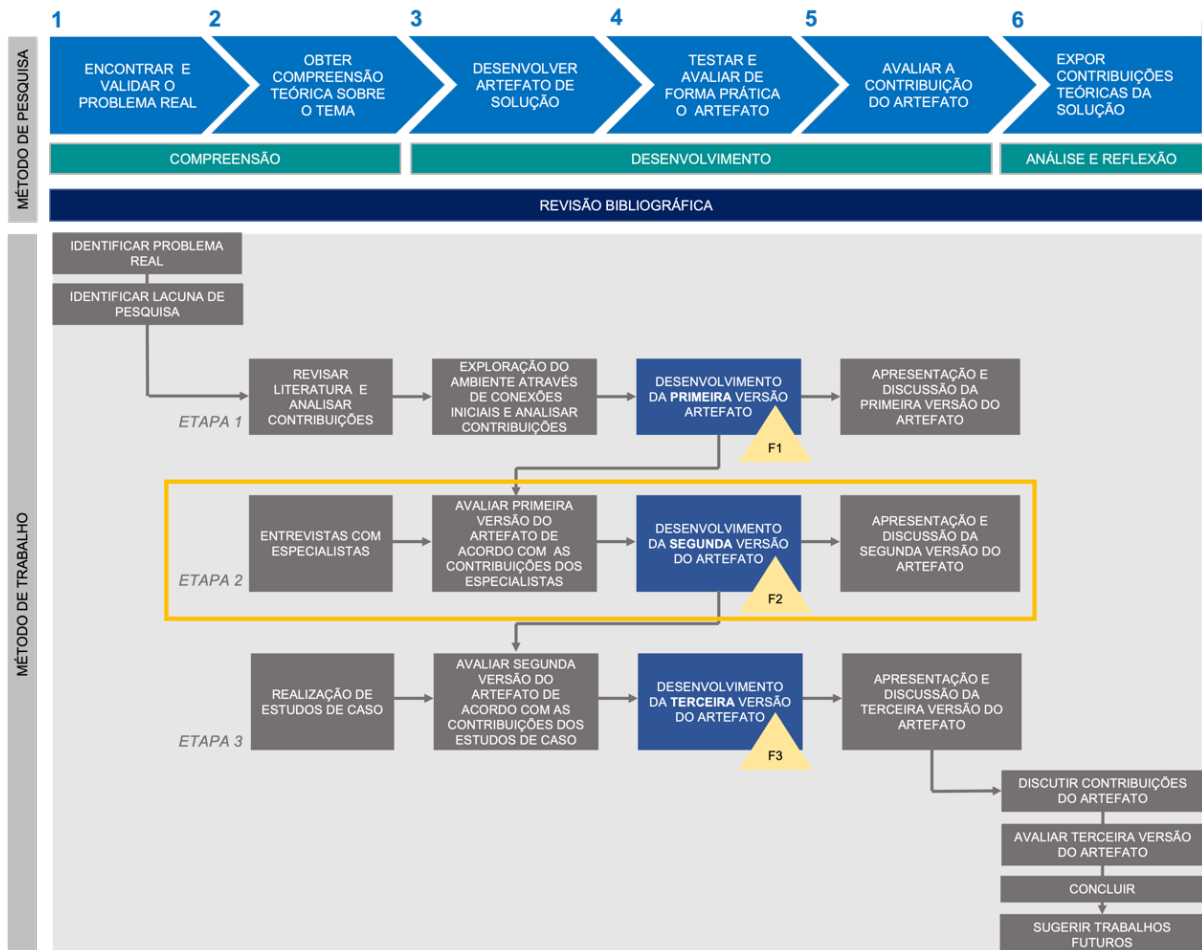 1
2
3
4
5
6
MÉTODO DE PESQUISA
ENCONTRAR E
VALIDAR O
PROBLEMA REAL
OBTER
COMPREENSÃO
TEÓRICA SOBRE
O TEMA
DESENVOLVER
ARTEFATO DE
SOLUÇÃO
TESTAR E
AVALIAR DE
FORMA PRÁTICA
O ARTEFATO
AVALIAR A
CONTRIBUIÇÃO
DO ARTEFATO
EXPOR
CONTRIBUIÇÕES
TEÓRICAS DA
SOLUÇÃO
COMPREENSÃO
DESENVOLVIMENTO
ANÁLISE E REFLEXÃO
REVISÃO BIBLIOGRÁFICA
MÉTODO DE TRABALHO
IDENTIFICAR PROBLEMA
REAL
IDENTIFICAR LACUNA DE
PESQUISA
ETAPA 1
REVISAR
LITERATURA E
ANALISAR
CONTRIBUIÇÕES
EXPLORAÇÃO DO
AMBIENTE ATRAVÉS
DE CONEXÕES
INICIAIS E ANALISAR
CONTRIBUIÇÕES
DESENVOLVIMENTO
DA PRIMEIRA VERSÃO
ARTEFATO
F1
APRESENTAÇÃO E
DISCUSSÃO DA
PRIMEIRA VERSÃO DO
ARTEFATO
ETAPA 2
ENTREVISTAS COM
ESPECIALISTAS
AVALIAR PRIMEIRA
VERSÃO DO
ARTEFATO DE
ACORDO COM AS
CONTRIBUIÇÕES DOS
ESPECIALISTAS
DESENVOLVIMENTO
DA SEGUNDA VERSÃO
DO ARTEFATO
F2
APRESENTAÇÃO E
DISCUSSÃO DA
SEGUNDA VERSÃO DO
ARTEFATO
ETAPA 3
REALIZAÇÃO DE
ESTUDOS DE CASO
AVALIAR SEGUNDA
VERSÃO DO
ARTEFATO DE
ACORDO COM AS
CONTRIBUIÇÕES DOS
ESTUDOS DE CASO
DESENVOLVIMENTO
DA TERCEIRA VERSÃO
DO ARTEFATO
F3
APRESENTAÇÃO E
DISCUSSÃO DA
TERCEIRA VERSÃO DO
ARTEFATO
DISCUTIR CONTRIBUIÇÕES
DO ARTEFATO
AVALIAR TERCEIRA VERSÃO
DO ARTEFATO
CONCLUIR
SUGERIR TRABALHOS
FUTUROS